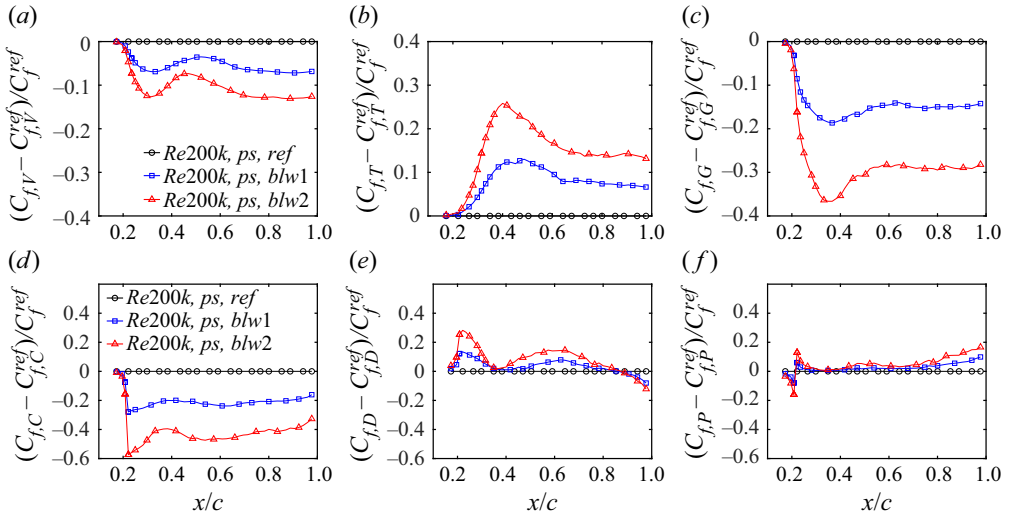 (a) (b) (c)
(C_{f,V} − C_{f,V}^{ref})/C_f^{ref}
0
−0.1
−0.2
−0.3
−0.4
0.2 0.4 0.6 0.8 1.0
Re200k, ps, ref
Re200k, ps, blw1
Re200k, ps, blw2
(C_{f,T} − C_{f,T}^{ref})/C_f^{ref}
0.4
0.3
0.2
0.1
0
0.2 0.4 0.6 0.8 1.0
(C_{f,G} − C_{f,G}^{ref})/C_f^{ref}
0
−0.1
−0.2
−0.3
−0.4
0.2 0.4 0.6 0.8 1.0
(d) (e) (f)
(C_{f,C} − C_{f,C}^{ref})/C_f^{ref}
0.4
0.2
0
−0.2
−0.4
−0.6
0.2 0.4 0.6 0.8 1.0
x/c
Re200k, ps, ref
Re200k, ps, blw1
Re200k, ps, blw2
(C_{f,D} − C_{f,D}^{ref})/C_f^{ref}
0.4
0.2
0
0.2
0.4
0.6
0.2 0.4 0.6 0.8 1.0
x/c
(C_{f,P} − C_{f,P}^{ref})/C_f^{ref}
0.4
0.2
0
0.2
0.4
0.6
0.2 0.4 0.6 0.8 1.0
x/c